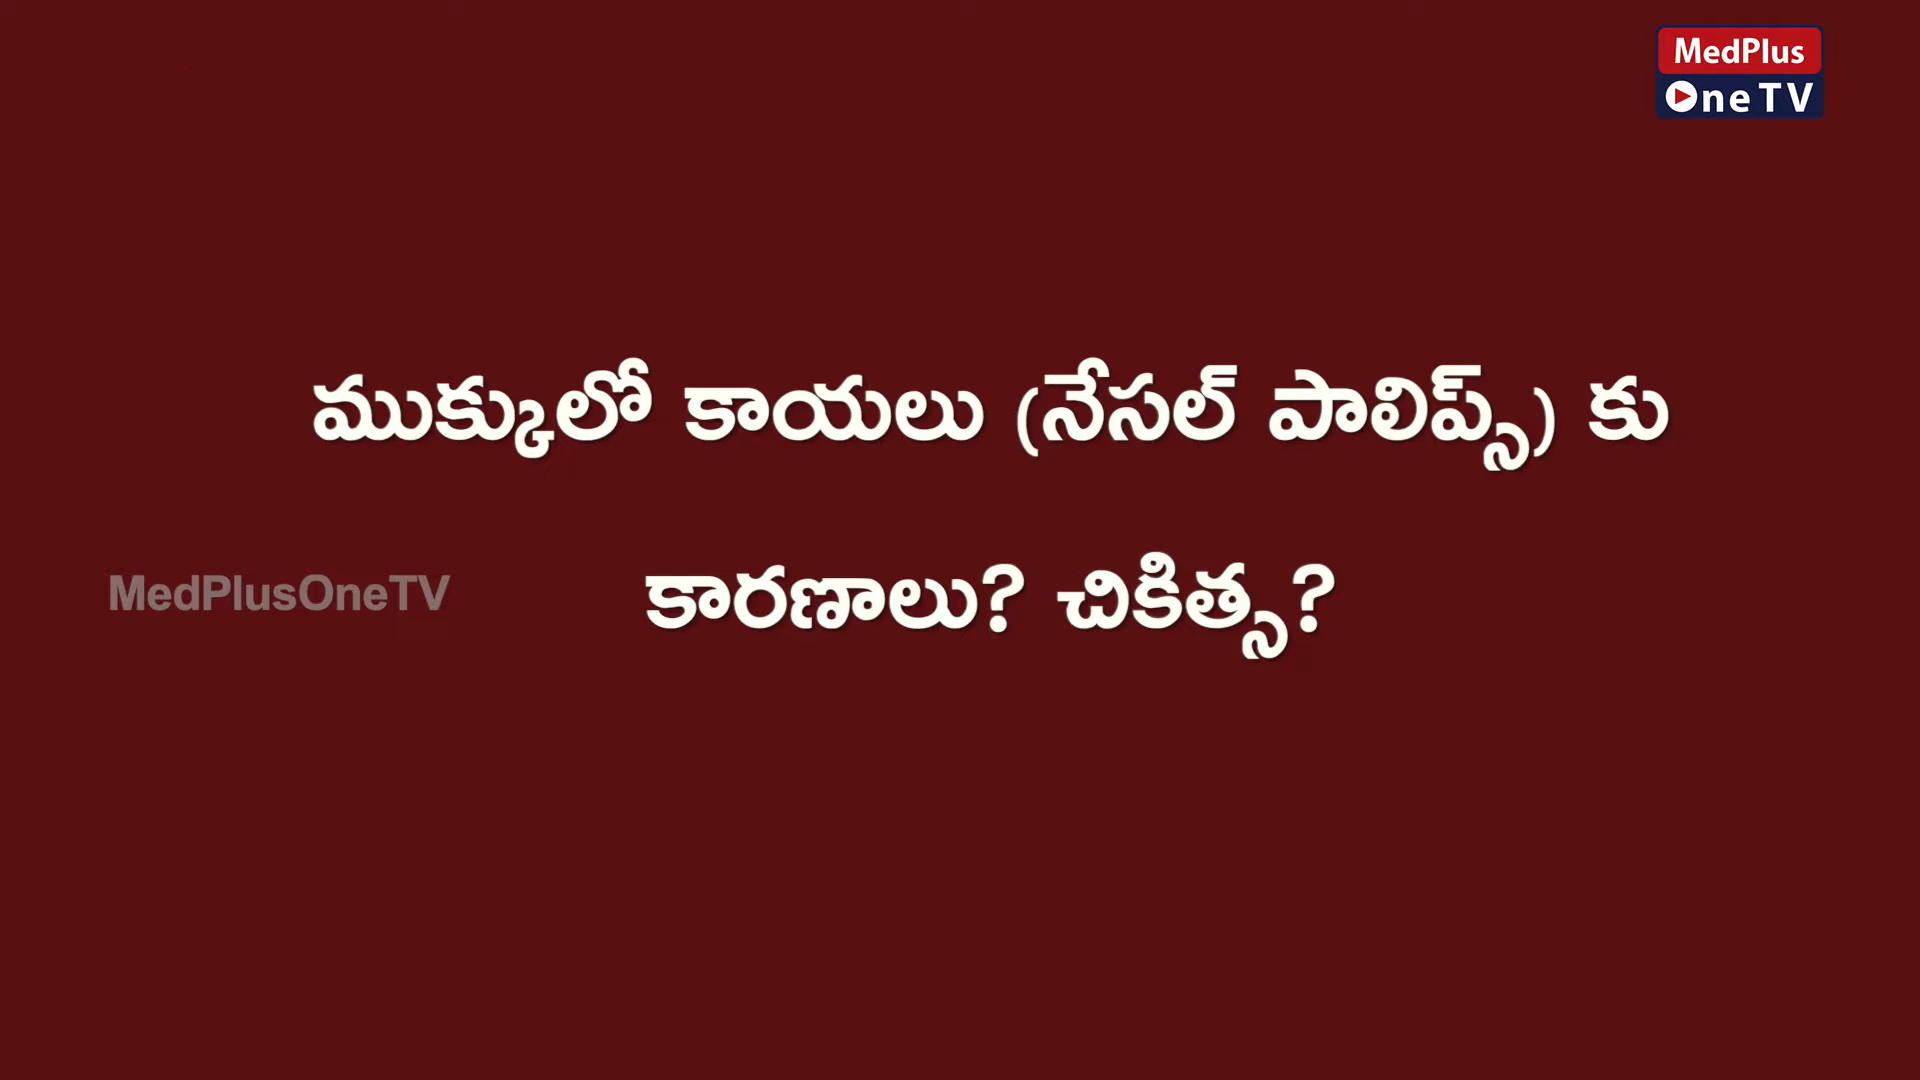 MedPlus
OneTV
ముక్కులో కాయలు (నేసల్ పాలిప్స్) కు
కారణాలు? చికిత్స?
MedPlusOneTV